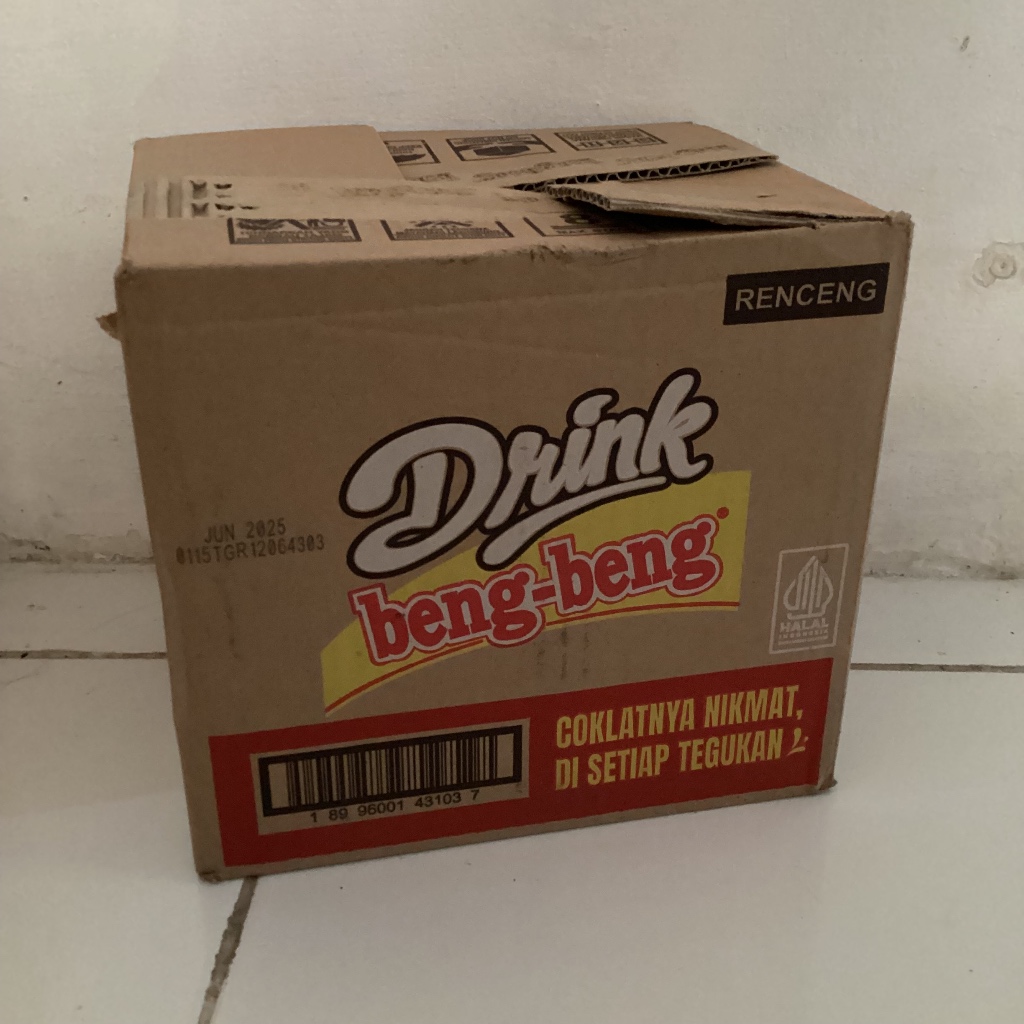 RENCENG
Drink
beng-beng
JUN 2025
0115TGR12064303
HALAL
INDONESIA
COKLATNYA NIKMAT,
DI SETIAP TEGUKAN
1 89 96001 43103 7